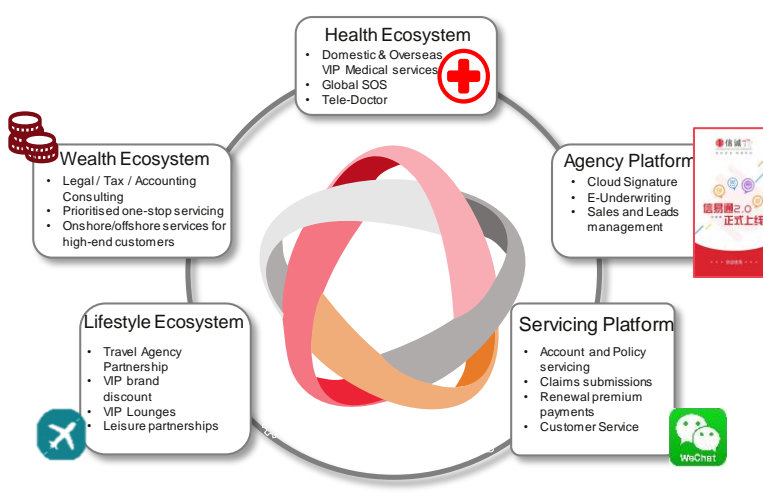 Health Ecosystem
• Domestic & Overseas
VIP Medical services
• Global SOS
• Tele-Doctor
Wealth Ecosystem
• Legal / Tax / Accounting
Consulting
• Prioritised one-stop servicing
• Onshore/offshore services for
high-end customers
Agency Platform
• Cloud Signature
• E-Underwriting
• Sales and Leads
management
信诚
信易通2.0
正式上线
Lifestyle Ecosystem
• Travel Agency
Partnership
• VIP brand
discount
• VIP Lounges
• Leisure partnerships
Servicing Platform
• Account and Policy
servicing
• Claims submissions
• Renewal premium
payments
• Customer Service
WeChat